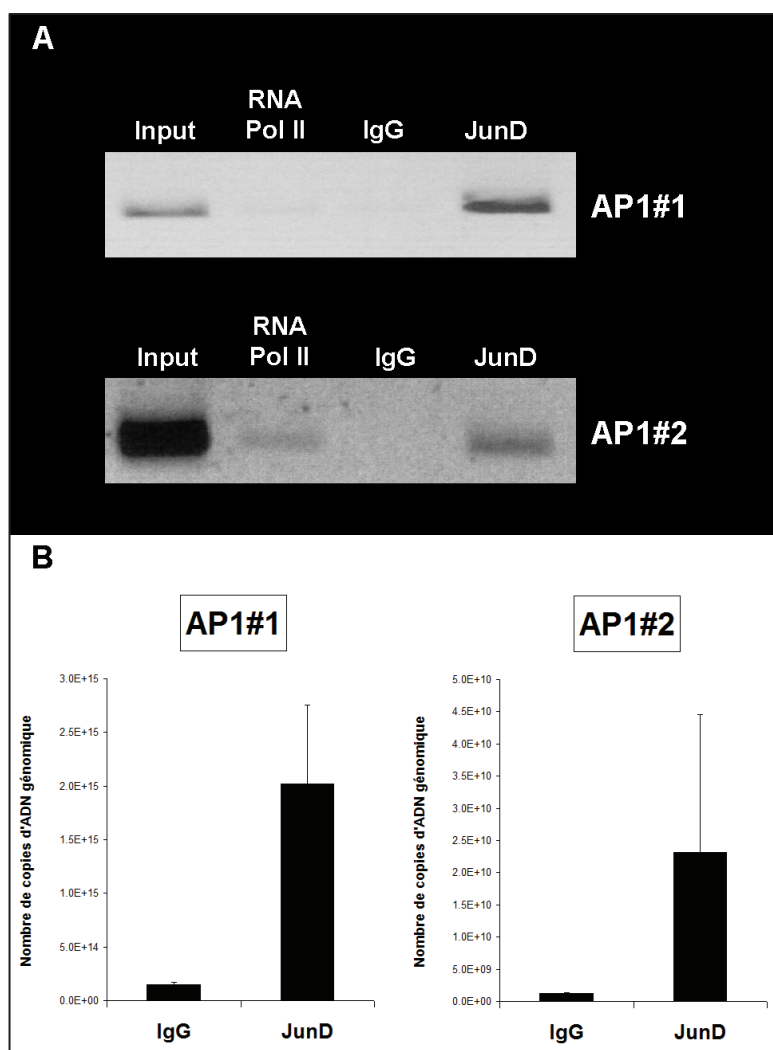 A
Input
RNA
Pol II
IgG
JunD
AP1#1
Input
RNA
Pol II
IgG
JunD
AP1#2
B
AP1#1
Nombre de copies d'ADN génomique
3.0E+15
2.5E+15
2.0E+15
1.5E+15
1.0E+15
5.0E+14
0.0E+00
IgG
JunD
AP1#2
Nombre de copies d'ADN génomique
5.0E+10
4.5E+10
4.0E+10
3.5E+10
3.0E+10
2.5E+10
2.0E+10
1.5E+10
1.0E+10
5.0E+09
0.0E+00
IgG
JunD